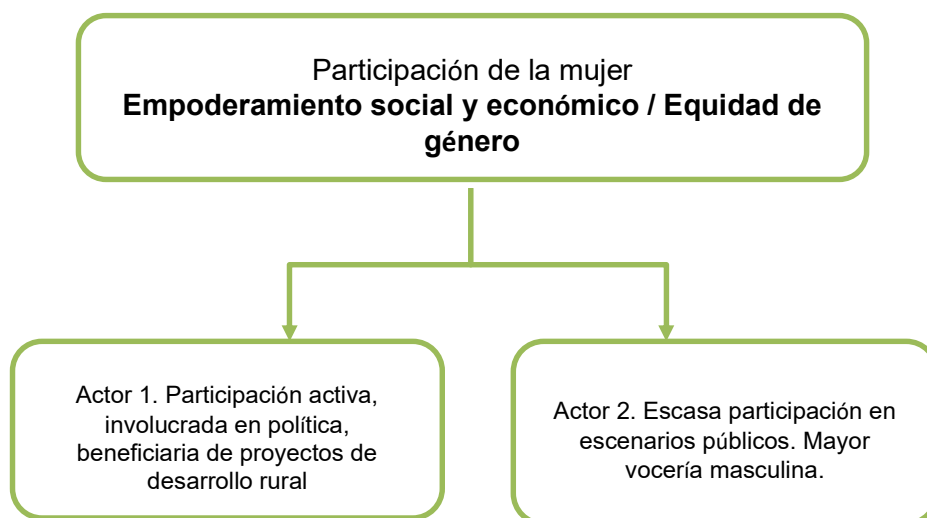 Participación de la mujer
Empoderamiento social y económico / Equidad de
género
Actor 1. Participación activa,
involucrada en política,
beneficiaria de proyectos de
desarrollo rural
Actor 2. Escasa participación en
escenarios públicos. Mayor
vocería masculina.